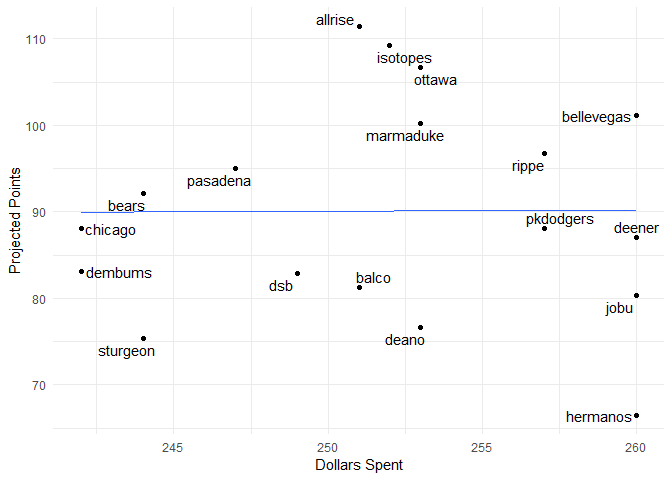 allrise
isotopes
ottawa
bellevegas
marmaduke
rippe
pasadena
bears
pkdodgers
chicago
deener
dembums
dsb
balco
jobu
deano
sturgeon
hermanos
110
100
90
80
70
Projected Points
245
250
255
260
Dollars Spent